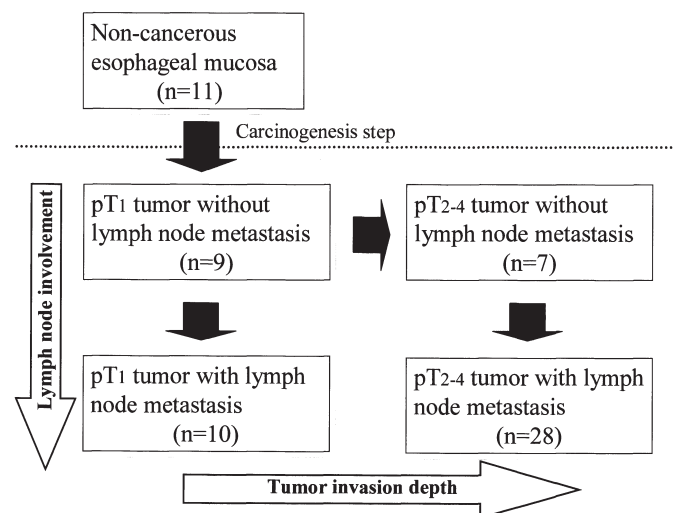 Non-cancerous
esophageal mucosa
(n=11)
Carcinogenesis step
Lymph node involvement
pT1 tumor without
lymph node metastasis
(n=9)
pT2-4 tumor without
lymph node metastasis
(n=7)
pT1 tumor with lymph
node metastasis
(n=10)
pT2-4 tumor with lymph
node metastasis
(n=28)
Tumor invasion depth